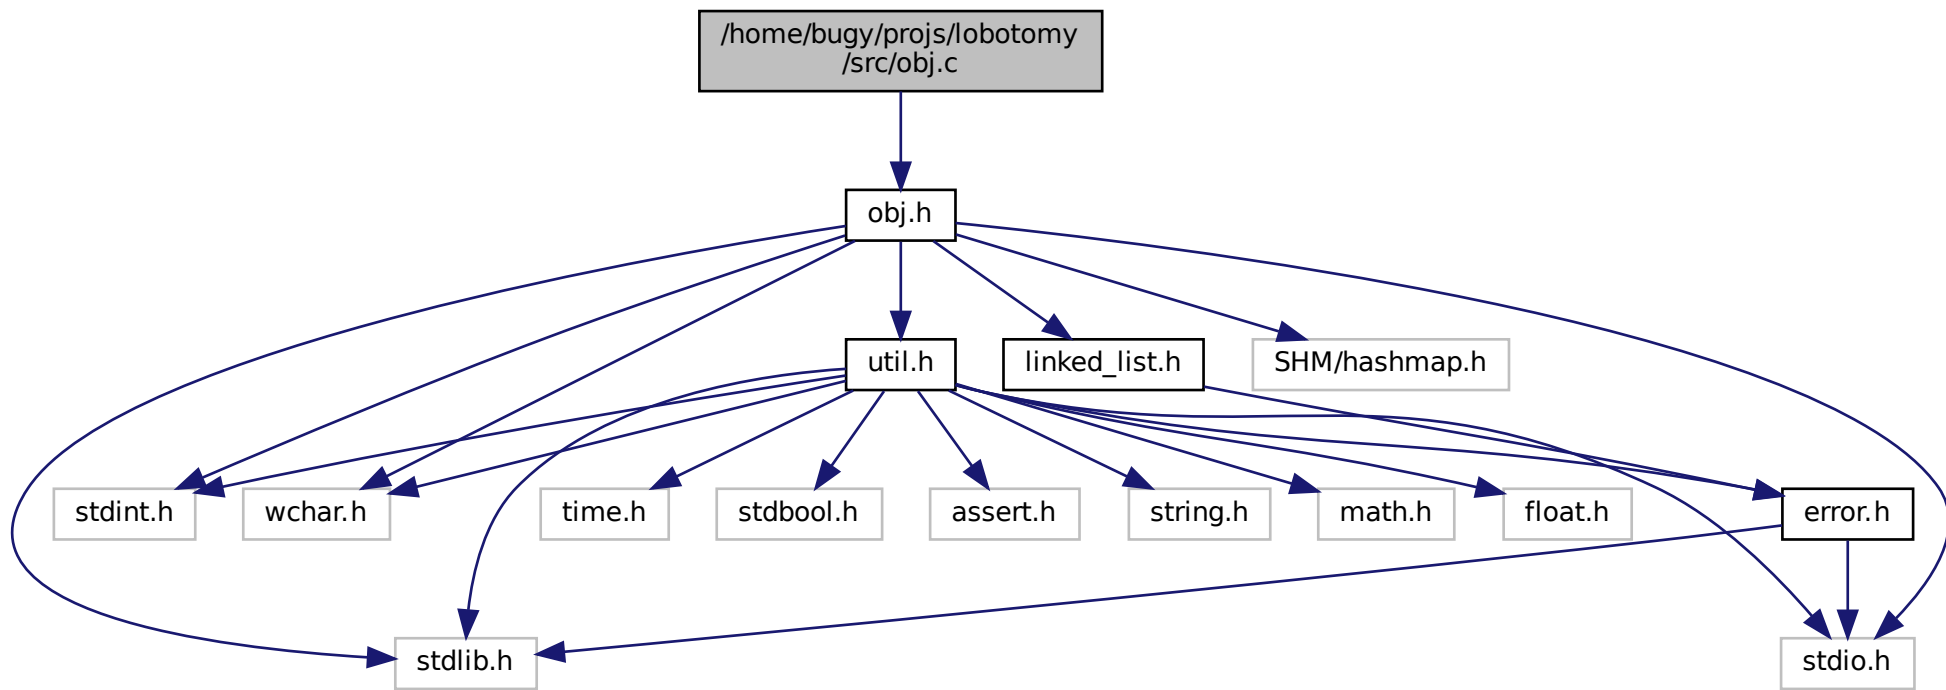 /home/bugy/projs/lobotomy
/src/obj.c
obj.h
util.h
linked_list.h
SHM/hashmap.h
stdint.h
wchar.h
time.h
stdbool.h
assert.h
string.h
math.h
float.h
error.h
stdlib.h
stdio.h